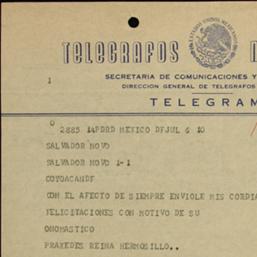 TELEGRAFOS N
SECRETARIA DE COMUNICACIONES Y
DIRECCION GENERAL DE TELEGRAFOS
TELEGRAM
1
O 2885 14PDRD MEXICO DFJUL 6 10
SALVADOR NOVO
SALVADOR NOVO 1-1
COYOACANDF
CON EL AFECTO DE SIEMPRE ENVIOLE MIS CORDIA
FELICITACIONES CON MOTIVO DE SU
ONOMASTICO
PRAXEDES REINA HERMOSILLO..